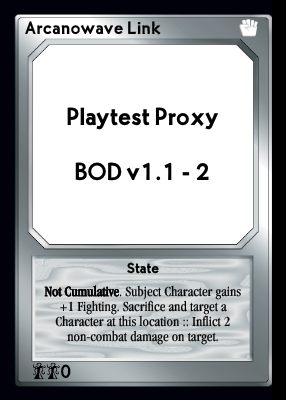 Arcanowave Link
Playtest Proxy
BOD v1.1 - 2
State
Not Cumulative. Subject Character gains
+1 Fighting. Sacrifice and target a
Character at this location :: Inflict 2
non-combat damage on target.
0